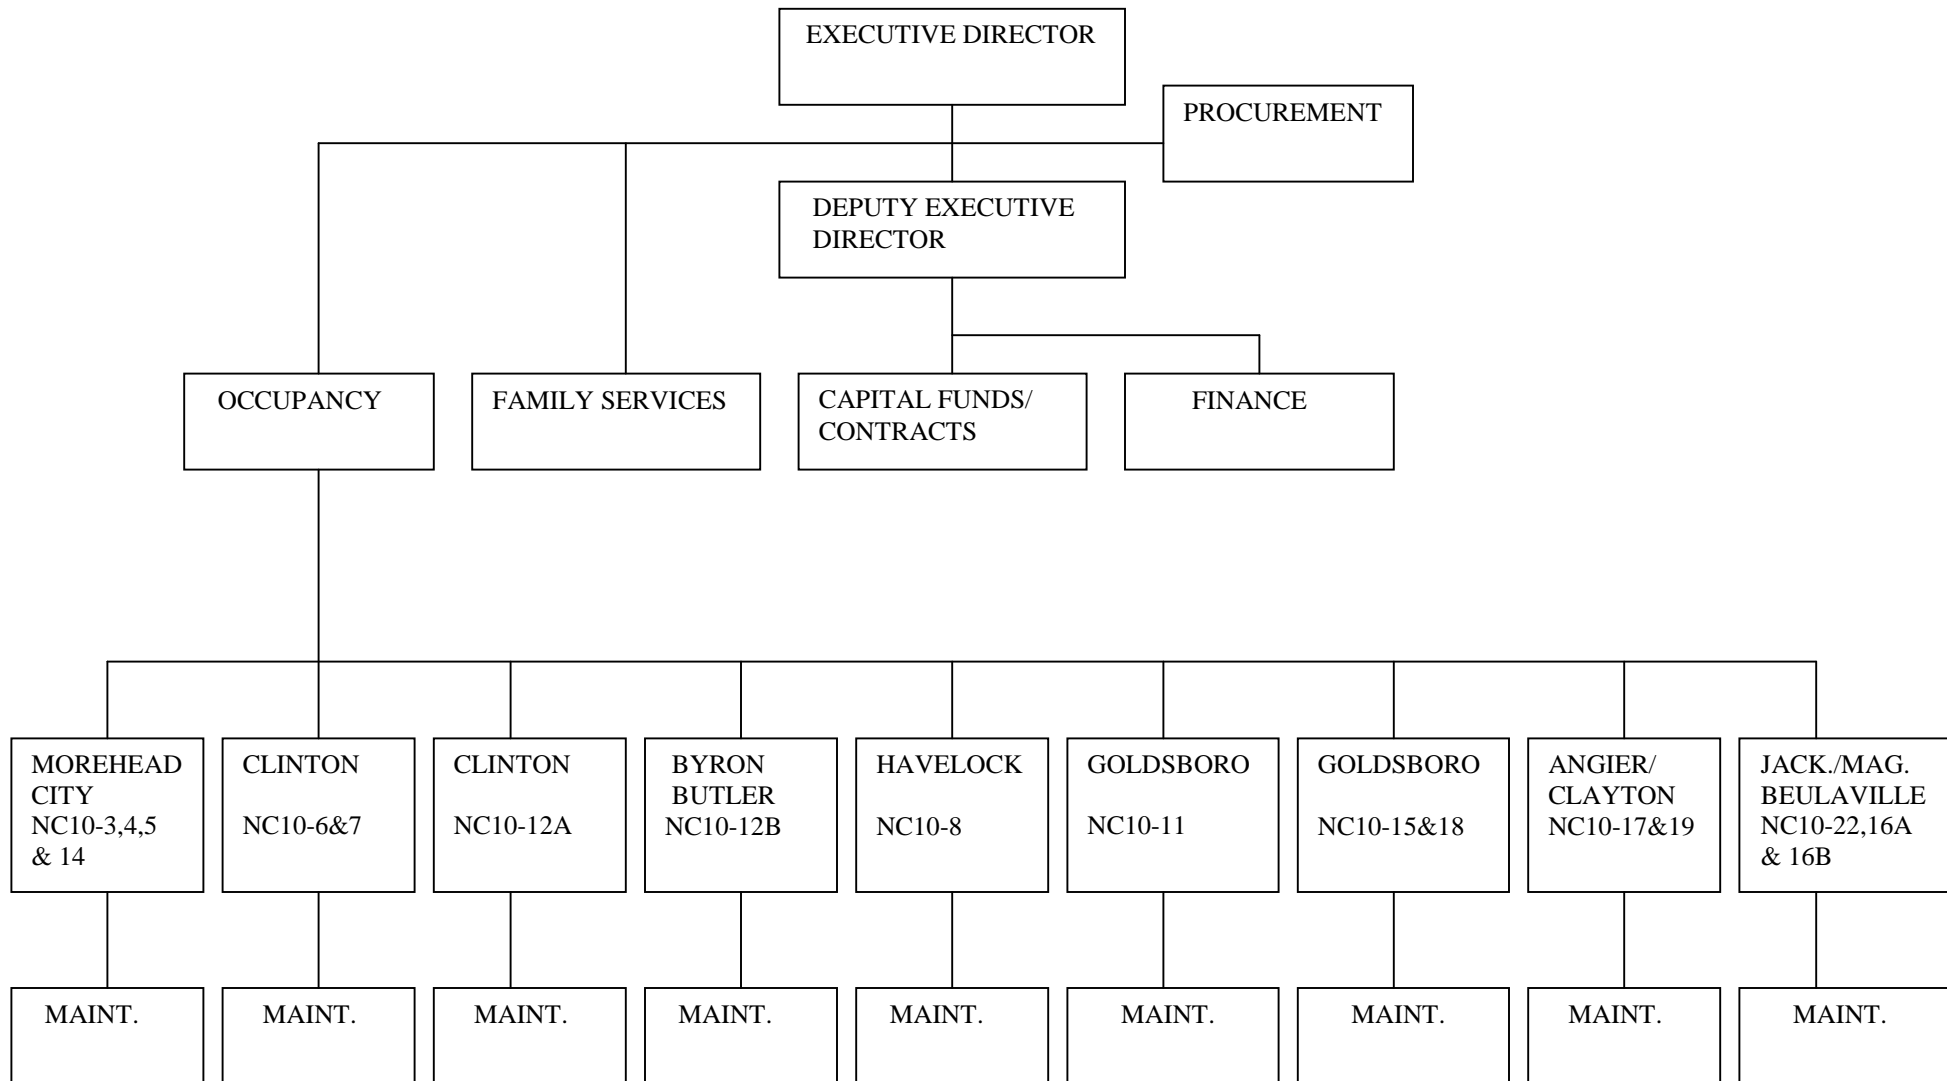 EXECUTIVE DIRECTOR
PROCUREMENT
DEPUTY EXECUTIVE
DIRECTOR
OCCUPANCY
FAMILY SERVICES
CAPITAL FUNDS/
CONTRACTS
FINANCE
MOREHEAD
CITY
NC10-3,4,5
& 14
CLINTON
NC10-6&7
CLINTON
NC10-12A
BYRON
BUTLER
NC10-12B
HAVELOCK
NC10-8
GOLDSBORO
NC10-11
GOLDSBORO
NC10-15&18
ANGIER/
CLAYTON
NC10-17&19
JACK./MAG.
BEULAVILLE
NC10-22,16A
& 16B
MAINT.
MAINT.
MAINT.
MAINT.
MAINT.
MAINT.
MAINT.
MAINT.
MAINT.